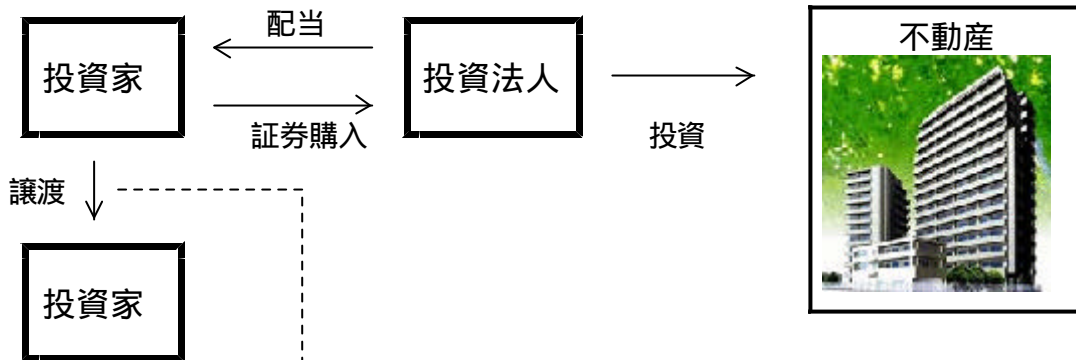 配当
不動産
投資家
投資法人
証券購入
投資
譲渡
投資家